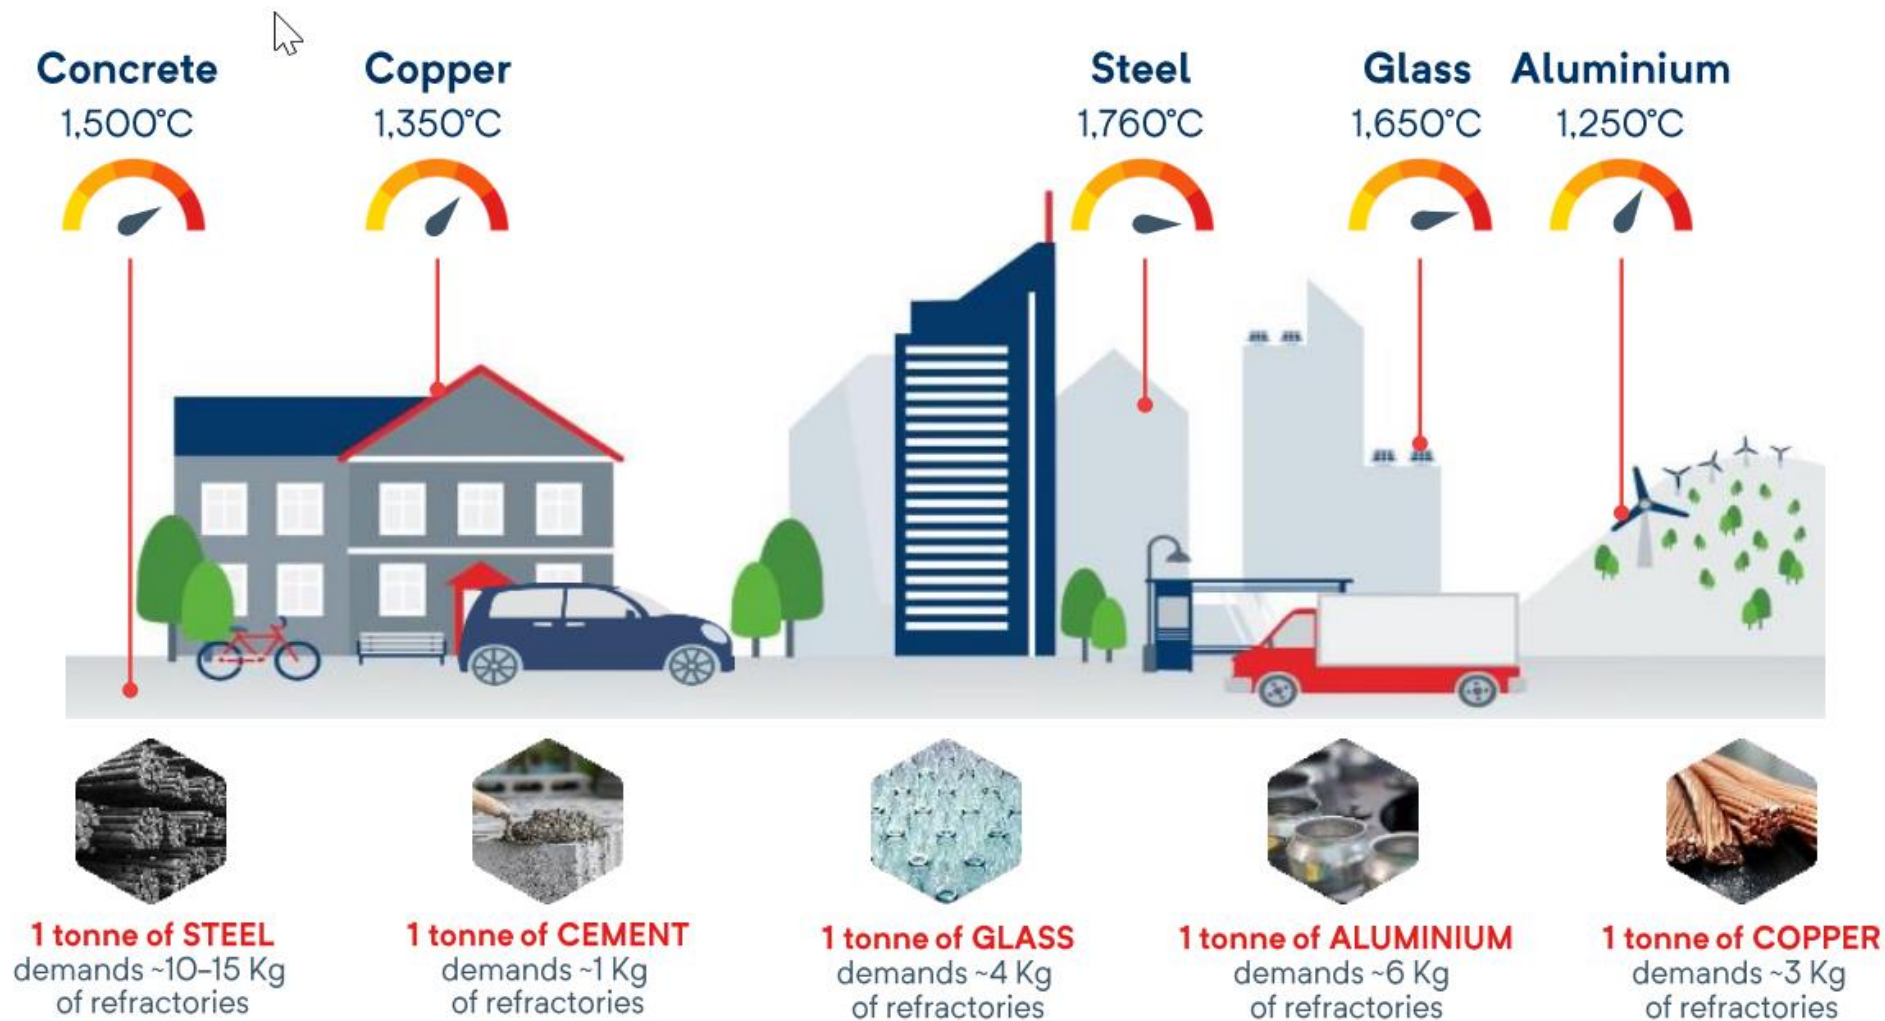 Concrete
1,500°C
Copper
1,350°C
Steel
1,760°C
Glass
1,650°C
Aluminium
1,250°C
1 tonne of STEEL
demands ~10–15 Kg
of refractories
1 tonne of CEMENT
demands ~1 Kg
of refractories
1 tonne of GLASS
demands ~4 Kg
of refractories
1 tonne of ALUMINIUM
demands ~6 Kg
of refractories
1 tonne of COPPER
demands ~3 Kg
of refractories